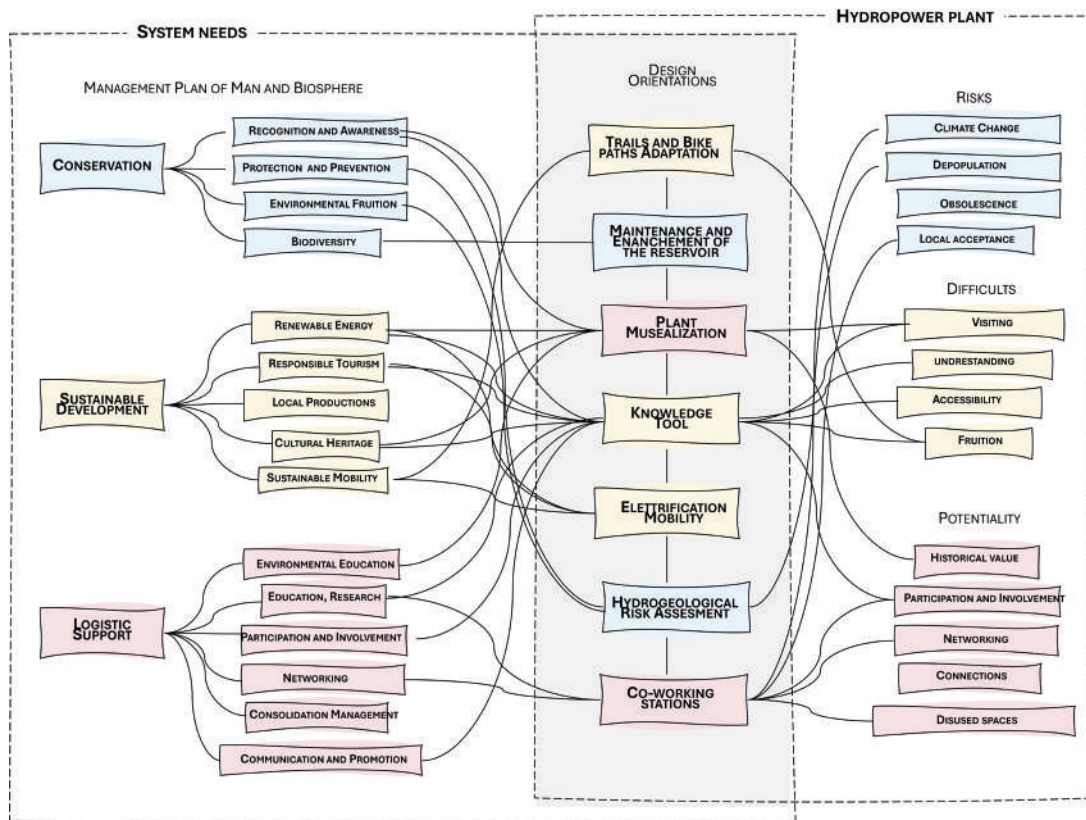 HYDROPOWER PLANT
SYSTEM NEEDS
MANAGEMENT PLAN OF MAN AND BIOSPHERE
CONSERVATION
RECOGNITION AND AWARENESS
PROTECTION AND PREVENTION
ENVIRONMENTAL FRUITION
BIODIVERSITY
SUSTAINABLE
DEVELOPMENT
RENEWABLE ENERGY
RESPONSIBLE TOURISM
LOCAL PRODUCTIONS
CULTURAL HERITAGE
SUSTAINABLE MOBILITY
LOGISTIC
SUPPORT
ENVIRONMENTAL EDUCATION
EDUCATION, RESEARCH
PARTICIPATION AND INVOLVEMENT
NETWORKING
CONSOLIDATION MANAGEMENT
COMMUNICATION AND PROMOTION
DESIGN
ORIENTATIONS
TRAILS AND BIKE
PATHS ADAPTATION
MAINTENANCE AND
ENANCHEMENT OF
THE RESERVOIR
PLANT
MUSEALIZATION
KNOWLEDGE
TOOL
ELETTRIFICATION
MOBILITY
HYDROGEOLOGICAL
RISK ASSESMENT
CO-WORKING
STATIONS
RISKS
CLIMATE CHANGE
DEPOPULATION
OBSOLESCENCE
LOCAL ACCEPTANCE
DIFFICULTS
VISITING
UNDRESTANDING
ACCESSIBILITY
FRUITION
POTENTIALITY
HISTORICAL VALUE
PARTICIPATION AND INVOLVEMENT
NETWORKING
CONNECTIONS
DISUSED SPACES